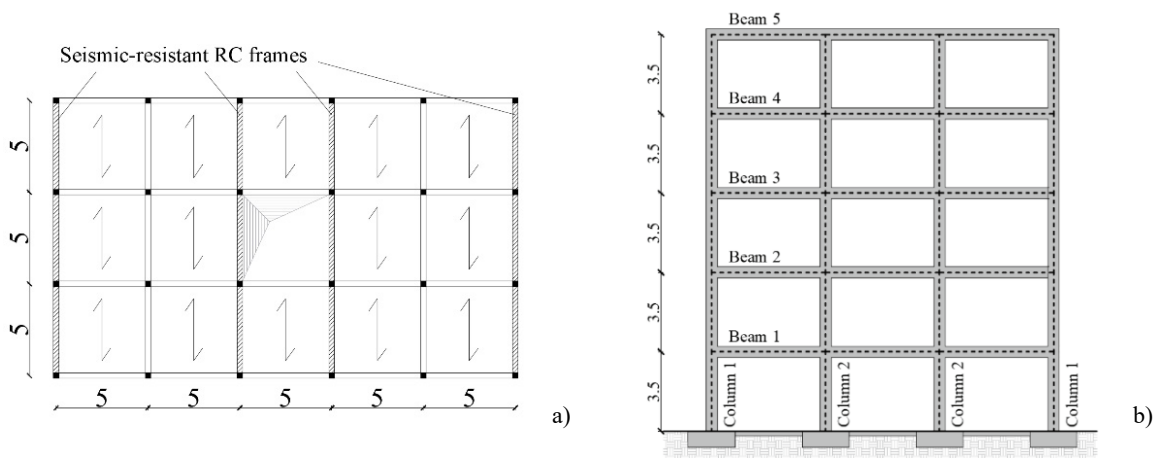 Seismic-resistant RC frames
5
5
5
5 5 5 5 5
a)
Beam 5
3.5
Beam 4
3.5
Beam 3
3.5
Beam 2
3.5
Beam 1
3.5
Column 1
Column 2
Column 2
Column 1
b)